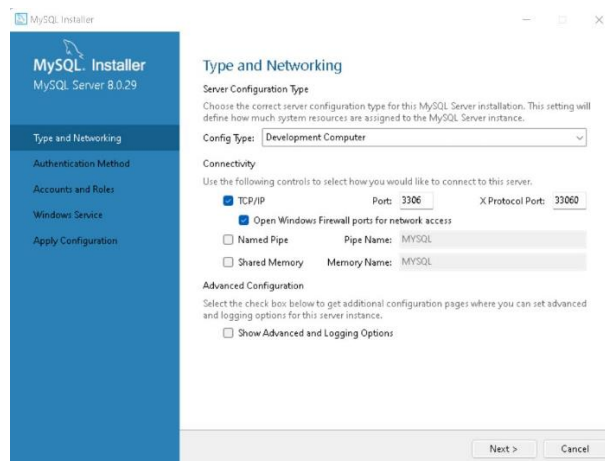 MySQL Installer
MySQL. Installer
MySQL Server 8.0.29
Type and Networking
Authentication Method
Accounts and Roles
Windows Service
Apply Configuration
Type and Networking
Server Configuration Type
Choose the correct server configuration type for this MySQL Server installation. This setting will
define how much system resources are assigned to the MySQL Server instance.
Config Type: Development Computer
Connectivity
Use the following controls to select how you would like to connect to this server.
TCP/IP Port: 3306 X Protocol Port: 33060
Open Windows Firewall ports for network access
Named Pipe Pipe Name: MYSQL
Shared Memory Memory Name: MYSQL
Advanced Configuration
Select the check box below to get additional configuration pages where you can set advanced
and logging options for this server instance.
Show Advanced and Logging Options
Next > Cancel